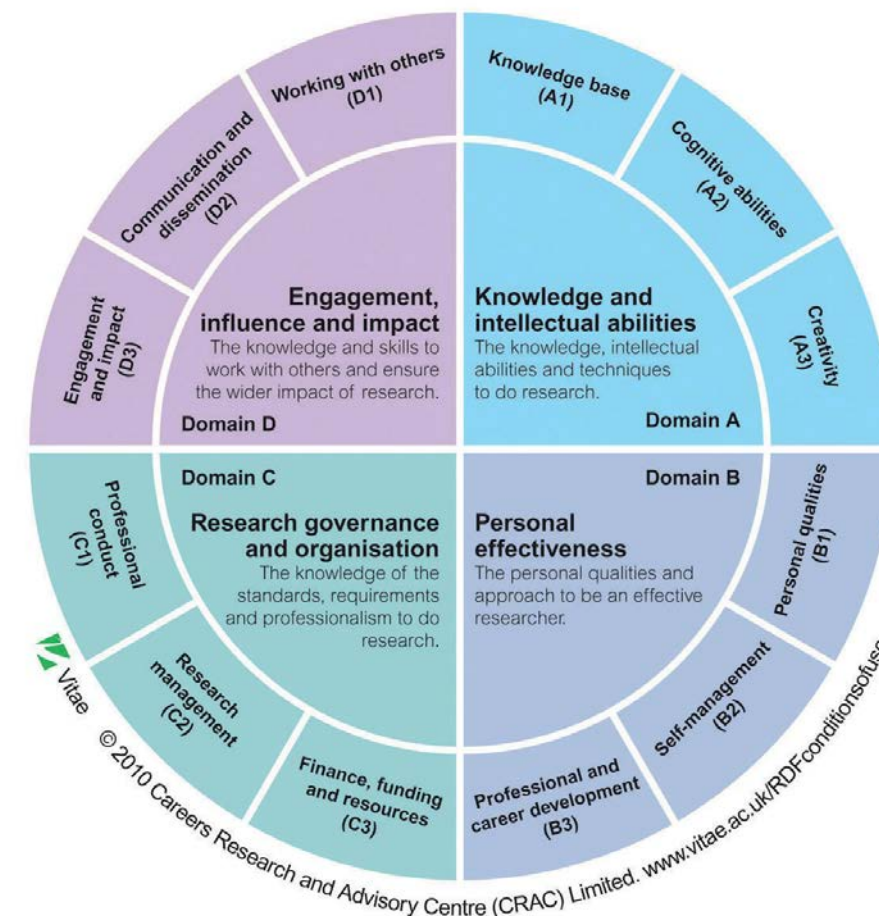 Working with others
(D1)
Knowledge base
(A1)
Communication and
dissemination
(D2)
Cognitive abilities
(A2)
Engagement
and impact
(D3)
Creativity
(A3)
Engagement,
influence and impact
The knowledge and skills to
work with others and ensure
the wider impact of research.
Domain D
Knowledge and
intellectual abilities
The knowledge, intellectual
abilities and techniques
to do research.
Domain A
Domain C
Research governance
and organisation
The knowledge of the
standards, requirements
and professionalism to do
research.
Domain B
Personal
effectiveness
The personal qualities and
approach to be an effective
researcher.
Professional
conduct
(C1)
Personal qualities
(B1)
Research
management
(C2)
Self-management
(B2)
Finance, funding
and resources
(C3)
Professional and
career development
(B3)
Vitae © 2010 Careers Research and Advisory Centre (CRAC) Limited. www.vitae.ac.uk/RDFconditionsofuse